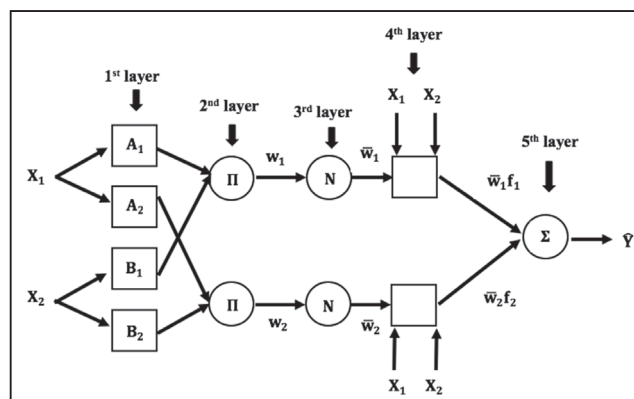 4th layer
1st layer
2nd layer
3rd layer
X₁ X₂
5th layer
A₁
w₁
w̅₁
Π
N
X₁
w̅₁f₁
A₂
Σ
Ŷ
B₁
X₂
w̅₂f₂
B₂
Π
N
w₂
w̅₂
X₁ X₂